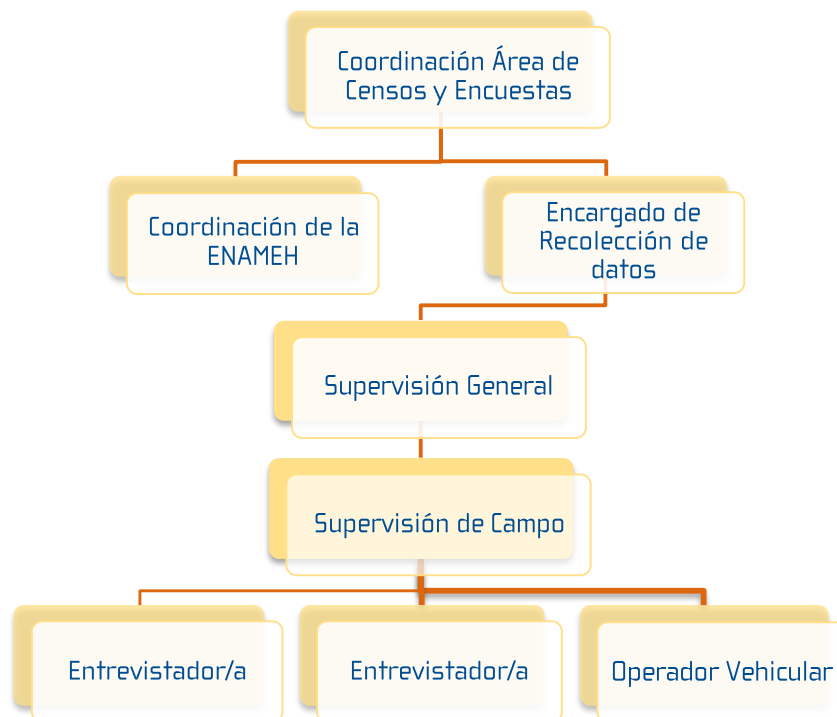 Coordinación Área de
Censos y Encuestas
Coordinación de la
ENAMEH
Encargado de
Recolección de
datos
Supervisión General
Supervisión de Campo
Entrevistador/a
Entrevistador/a
Operador Vehicular